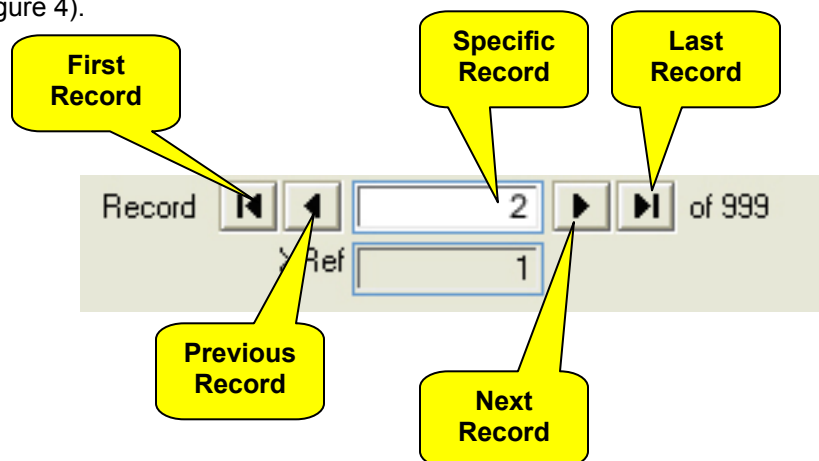 gure 4).
First
Record
Specific
Record
Last
Record
Record 2 of 999
Ref 1
Previous
Record
Next
Record